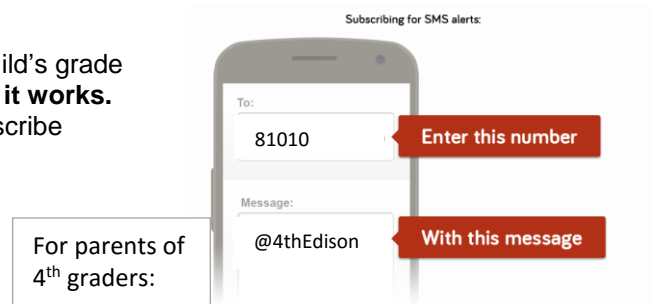 Subscribing for SMS alerts:
ild’s grade
it works.
scribe
To:
81010
Enter this number
Message:
@4thEdison
With this message
For parents of
4th graders: